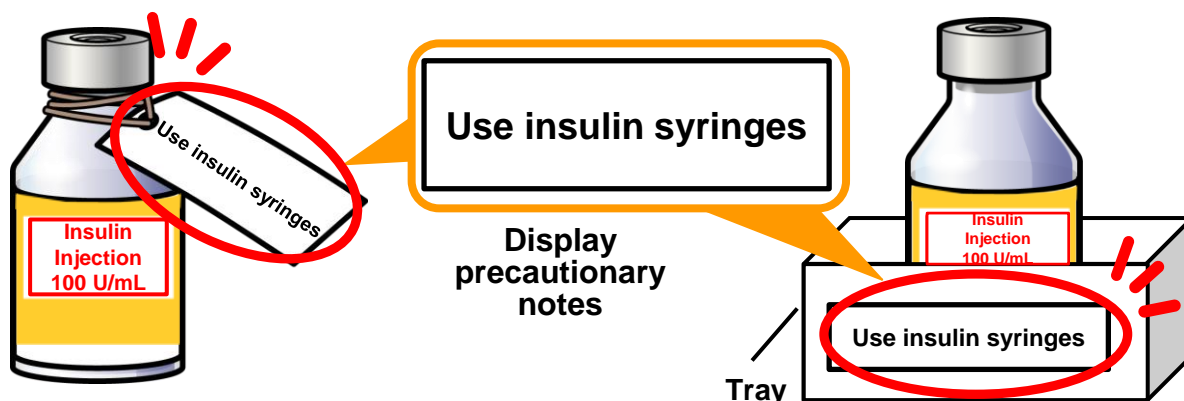 Use insulin syringes
Insulin
Injection
100 U/mL
Use insulin syringes
Display
precautionary
notes
Insulin
Injection
100 U/mL
Use insulin syringes
Tray